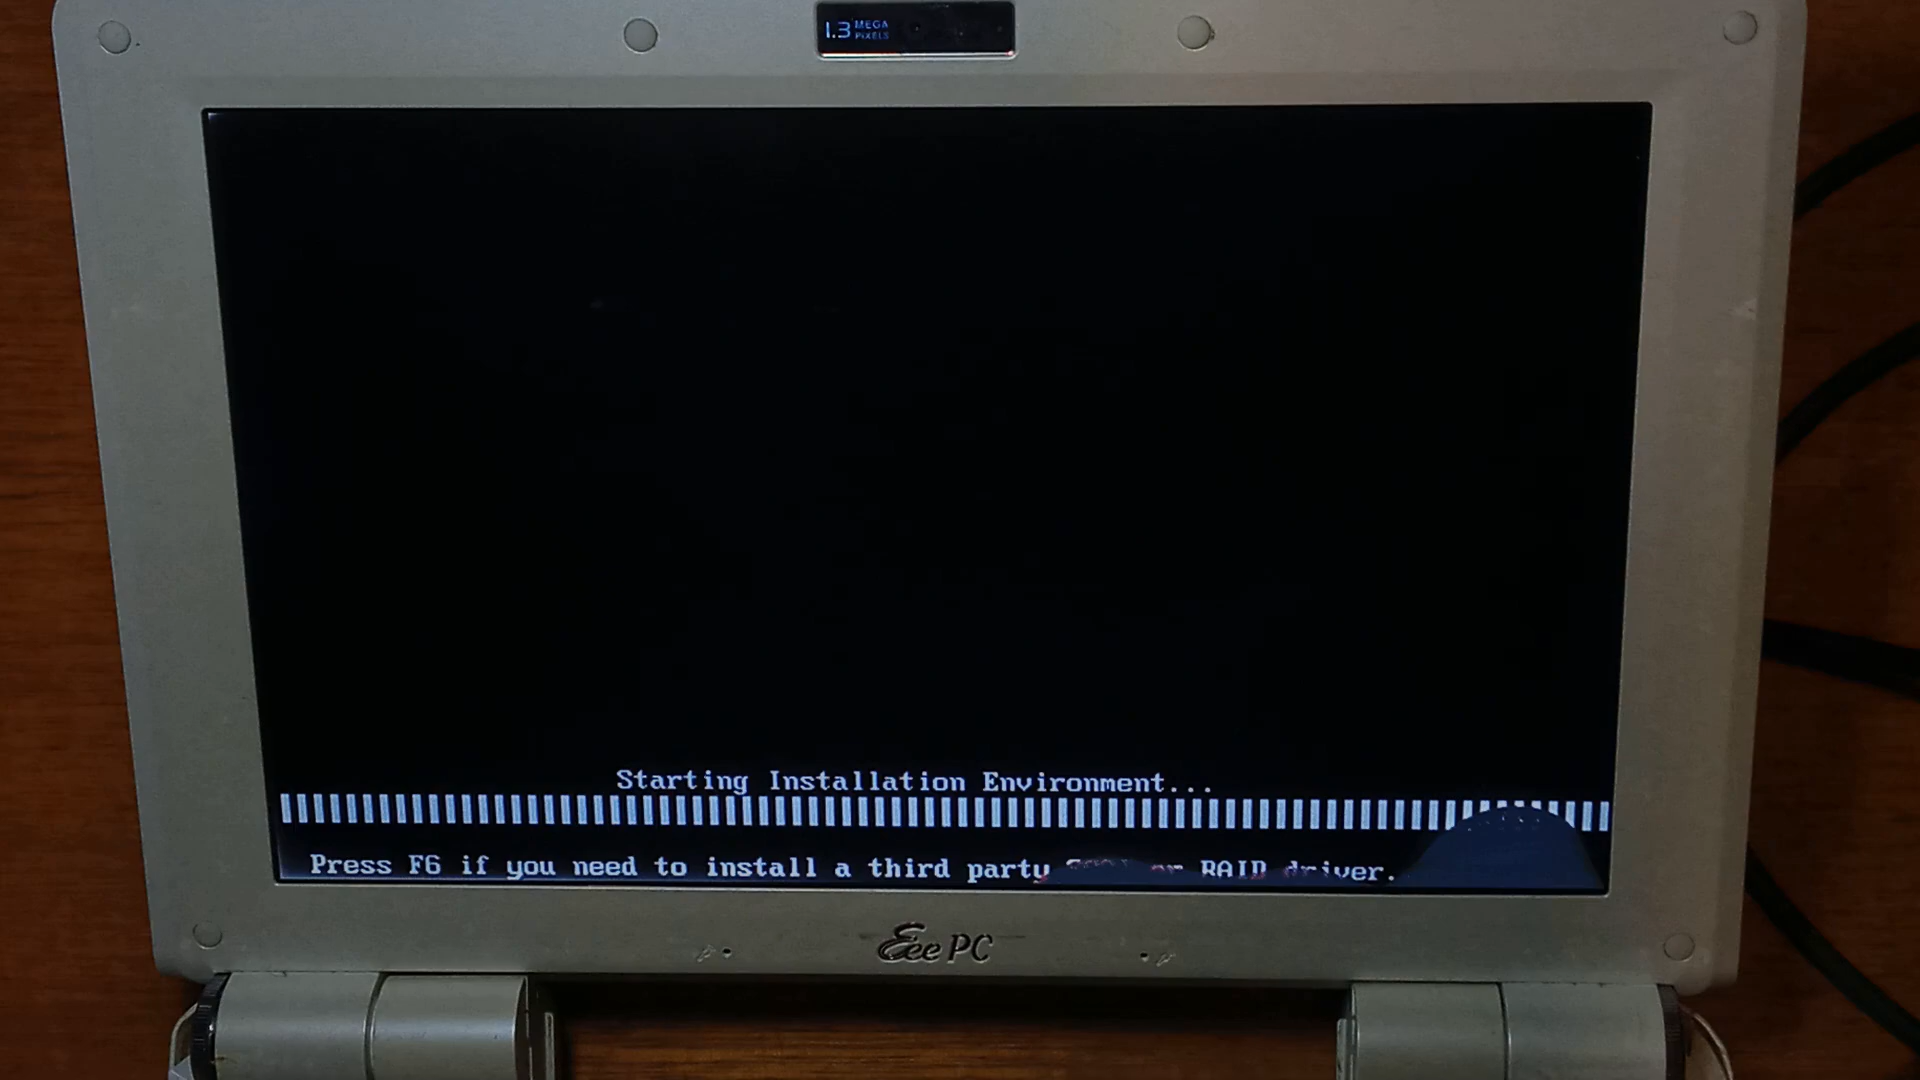 1.3 MEGA
PIXELS
Starting Installation Environment...
Press F6 if you need to install a third party or RAID driver.
Eee PC